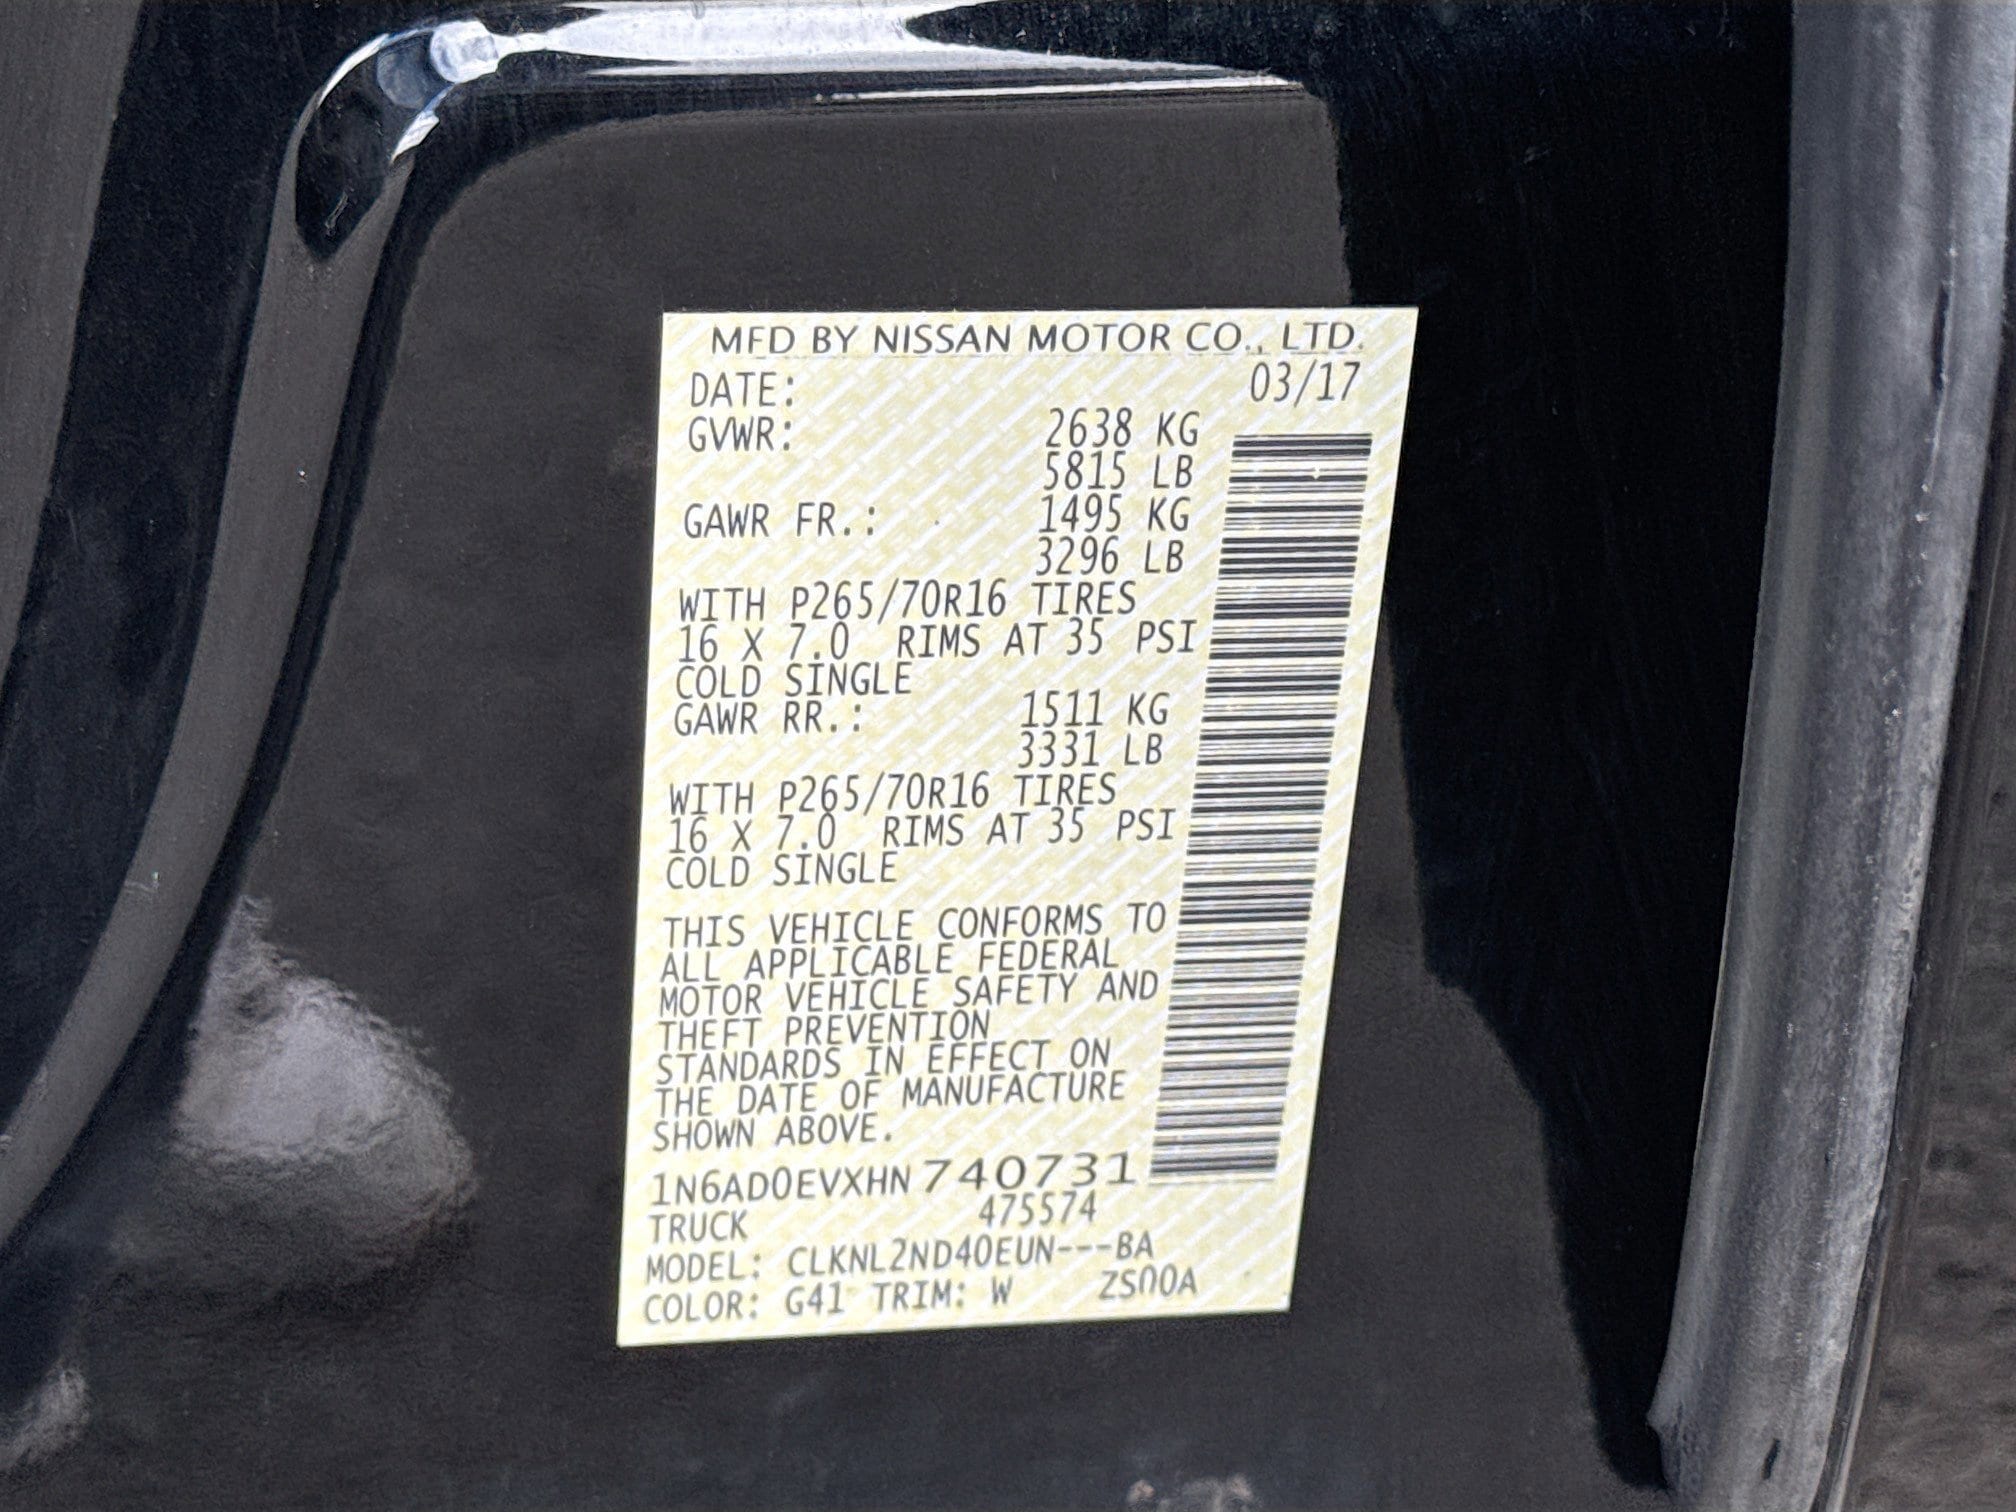 MFD BY NISSAN MOTOR CO., LTD.
DATE: 03/17
GVWR: 2638 KG
5815 LB
GAWR FR.: 1495 KG
3296 LB
WITH P265/70R16 TIRES
16 X 7.0 RIMS AT 35 PSI
COLD SINGLE
GAWR RR.: 1511 KG
3331 LB
WITH P265/70R16 TIRES
16 X 7.0 RIMS AT 35 PSI
COLD SINGLE
THIS VEHICLE CONFORMS TO
ALL APPLICABLE FEDERAL
MOTOR VEHICLE SAFETY AND
THEFT PREVENTION
STANDARDS IN EFFECT ON
THE DATE OF MANUFACTURE
SHOWN ABOVE.
1N6AD0EVXHN740731
TRUCK 475574
MODEL: CLKNL2ND40EUN---BA
COLOR: G41 TRIM: W ZS00A